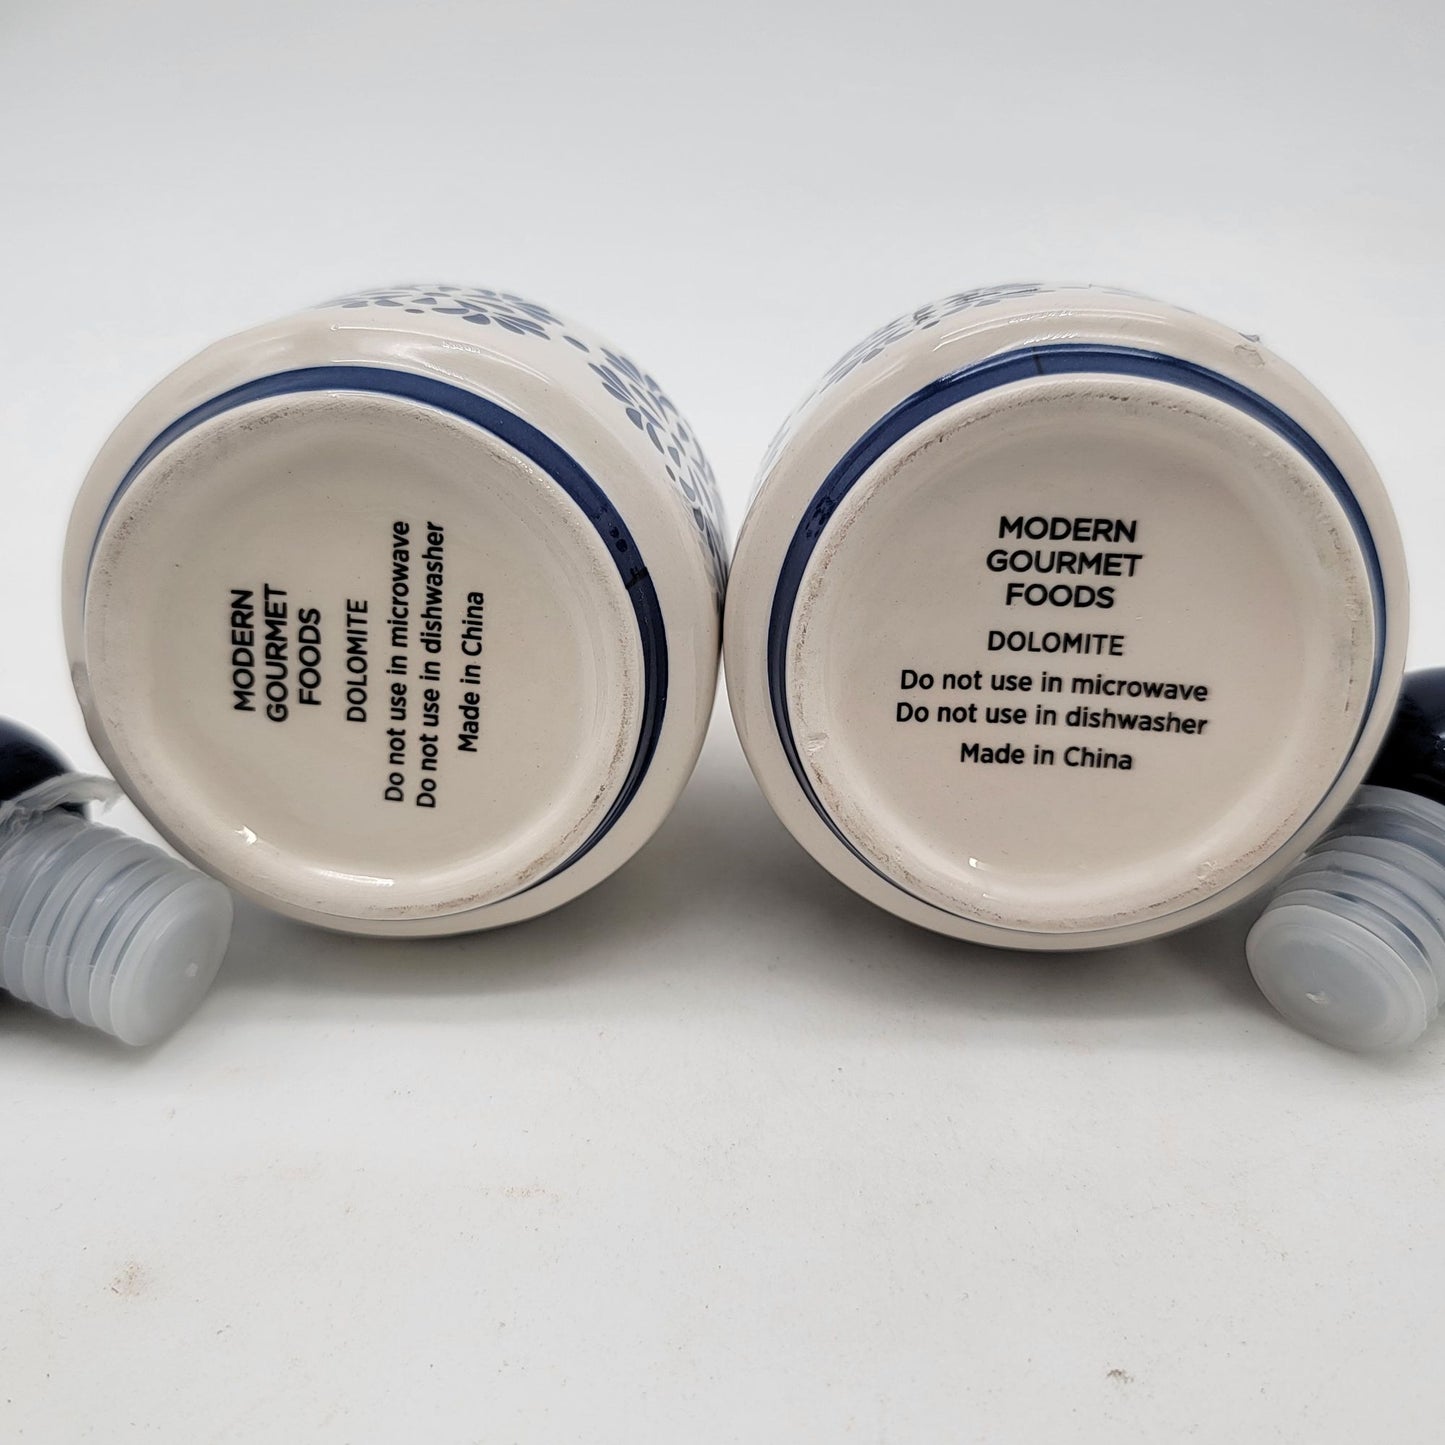 MODERN
GOURMET
FOODS
DOLOMITE
Do not use in microwave
Do not use in dishwasher
Made in China
MODERN
GOURMET
FOODS
DOLOMITE
Do not use in microwave
Do not use in dishwasher
Made in China